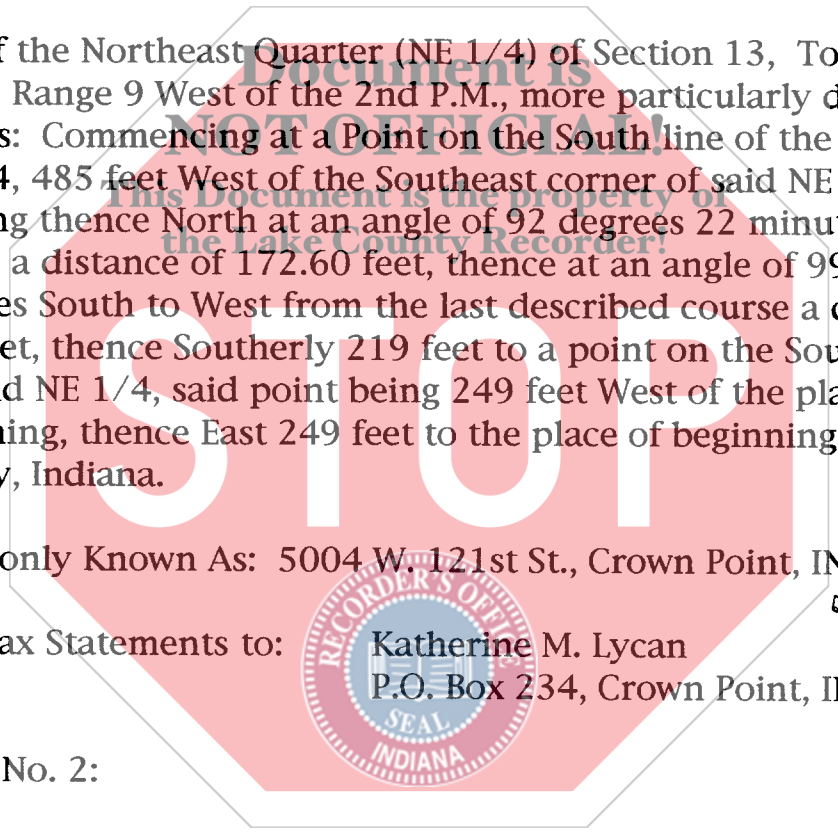 f the Northeast Quarter (NE 1/4) of Section 13, To
Document is
Range 9 West of the 2nd P.M., more particularly d
NOT OFFICIAL!
s: Commencing at a Point on the South line of the
4, 485 feet West of the Southeast corner of said NE
This Document is the property of
ng thence North at an angle of 92 degrees 22 minu
the Lake County Recorder!
a distance of 172.60 feet, thence at an angle of 99
es South to West from the last described course a d
et, thence Southerly 219 feet to a point on the Sou
d NE 1/4, said point being 249 feet West of the pla
ning, thence East 249 feet to the place of beginning
y, Indiana.
STOP
only Known As: 5004 W. 121st St., Crown Point, IN
ax Statements to: Katherine M. Lycan
P.O. Box 234, Crown Point, I
RECORDER'S OFFICE
SEAL
INDIANA
No. 2: